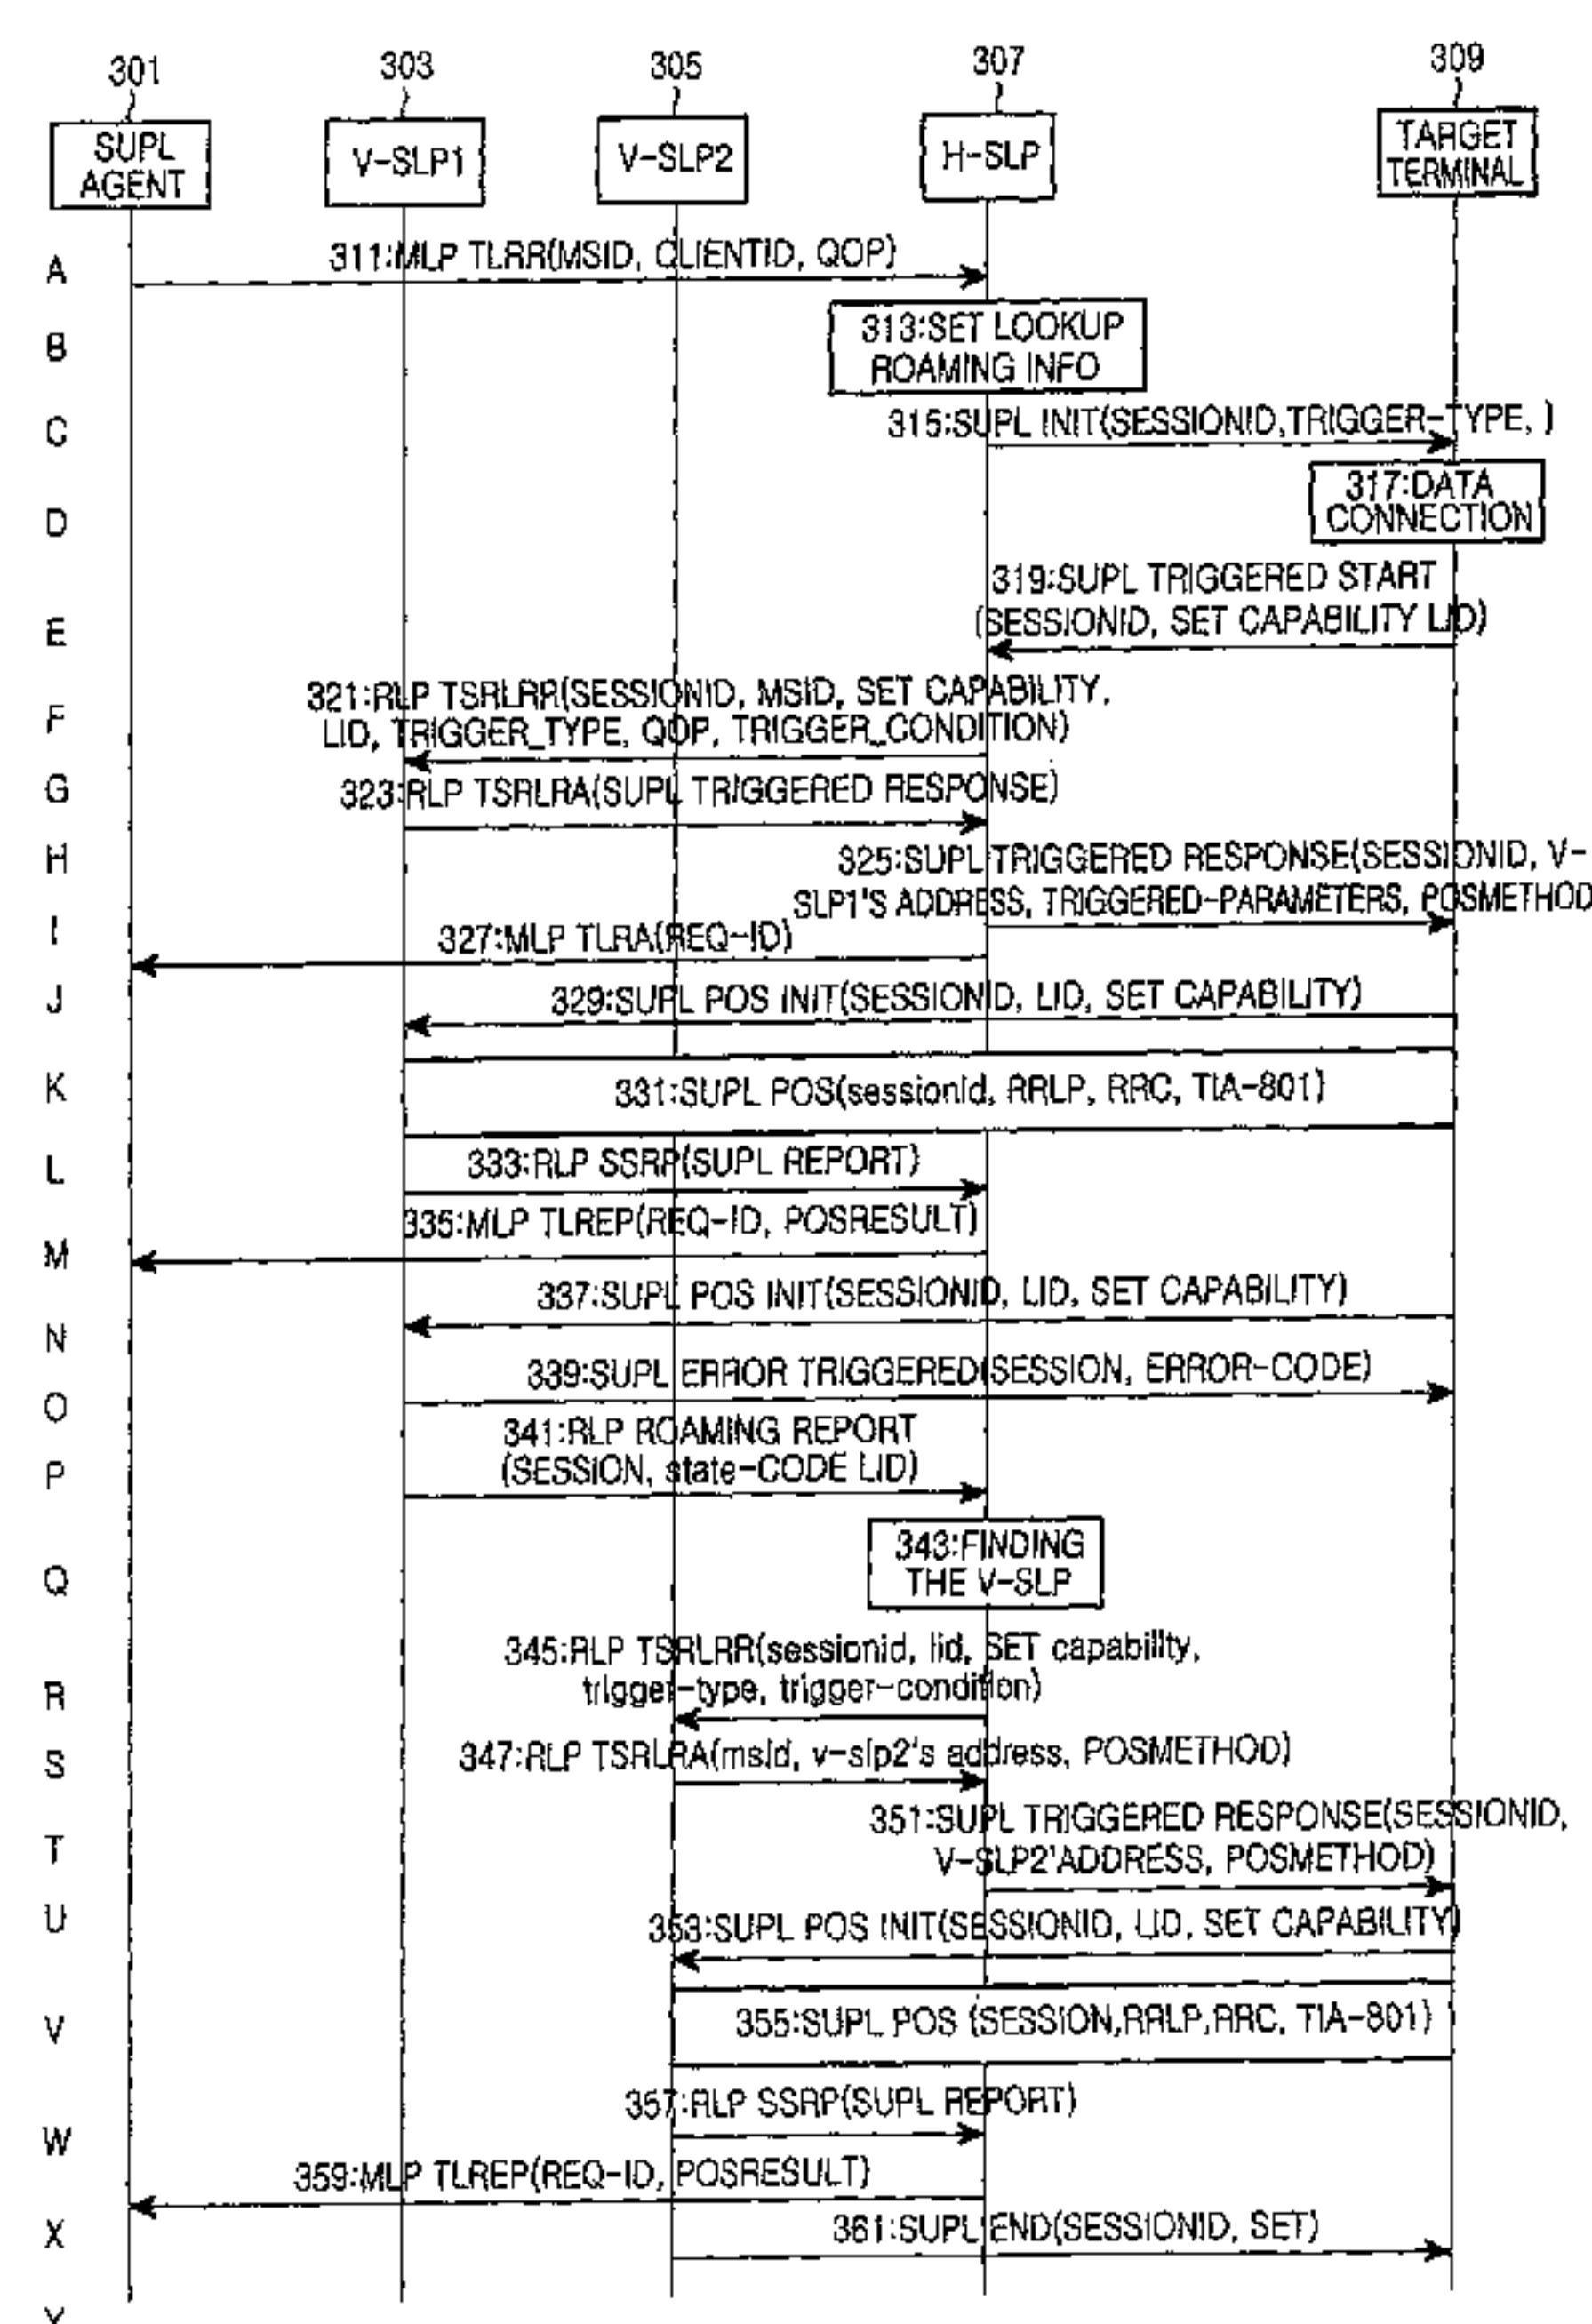 301
303
305
307
309
SUPL
AGENT
V-SLP1
V-SLP2
H-SLP
TARGET
TERMINAL
A
311:MLP TLRR(MSID, CLIENTID, QOP)
B
313:SET LOOKUP
ROAMING INFO
C
315:SUPL INIT(SESSIONID,TRIGGER-TYPE, )
D
317:DATA
CONNECTION
319:SUPL TRIGGERED START
E
(SESSIONID, SET CAPABILITY LID)
321:RLP TSRLRR(SESSIONID, MSID, SET CAPABILITY,
F
LID, TRIGGER_TYPE, QOP, TRIGGER_CONDITION)
G
323:RLP TSRLRA(SUPL TRIGGERED RESPONSE)
H
325:SUPL TRIGGERED RESPONSE(SESSIONID, V-
SLP1'S ADDRESS, TRIGGERED-PARAMETERS, POSMETHOD
I
327:MLP TLRA(REQ-ID)
J
329:SUPL POS INIT(SESSIONID, LID, SET CAPABILITY)
K
331:SUPL POS(sessionid, RRLP, RRC, TIA-801)
L
333:RLP SSRP(SUPL REPORT)
335:MLP TLREP(REQ-ID, POSRESULT)
M
337:SUPL POS INIT(SESSIONID, LID, SET CAPABILITY)
N
339:SUPL ERROR TRIGGERED(SESSION, ERROR-CODE)
O
341:RLP ROAMING REPORT
P
(SESSION, state-CODE LID)
343:FINDING
THE V-SLP
Q
345:RLP TSRLRR(sessionid, lid, SET capability,
R
trigger-type, trigger-condition)
S
347:RLP TSRLRA(msid, v-slp2's address, POSMETHOD)
351:SUPL TRIGGERED RESPONSE(SESSIONID,
T
V-SLP2'ADDRESS, POSMETHOD)
U
353:SUPL POS INIT(SESSIONID, LID, SET CAPABILITY)
V
355:SUPL POS (SESSION,RRLP,RRC, TIA-801)
357:RLP SSRP(SUPL REPORT)
W
359:MLP TLREP(REQ-ID, POSRESULT)
X
361:SUPL END(SESSIONID, SET)
Y